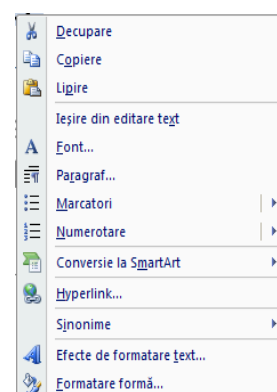 Decupare
Copiere
Lipire
Ieșire din editare text
Font...
Paragraf...
Marcatori
Numerotare
Conversie la SmartArt
Hyperlink...
Sinonime
Efecte de formatare text...
Formatare formă...